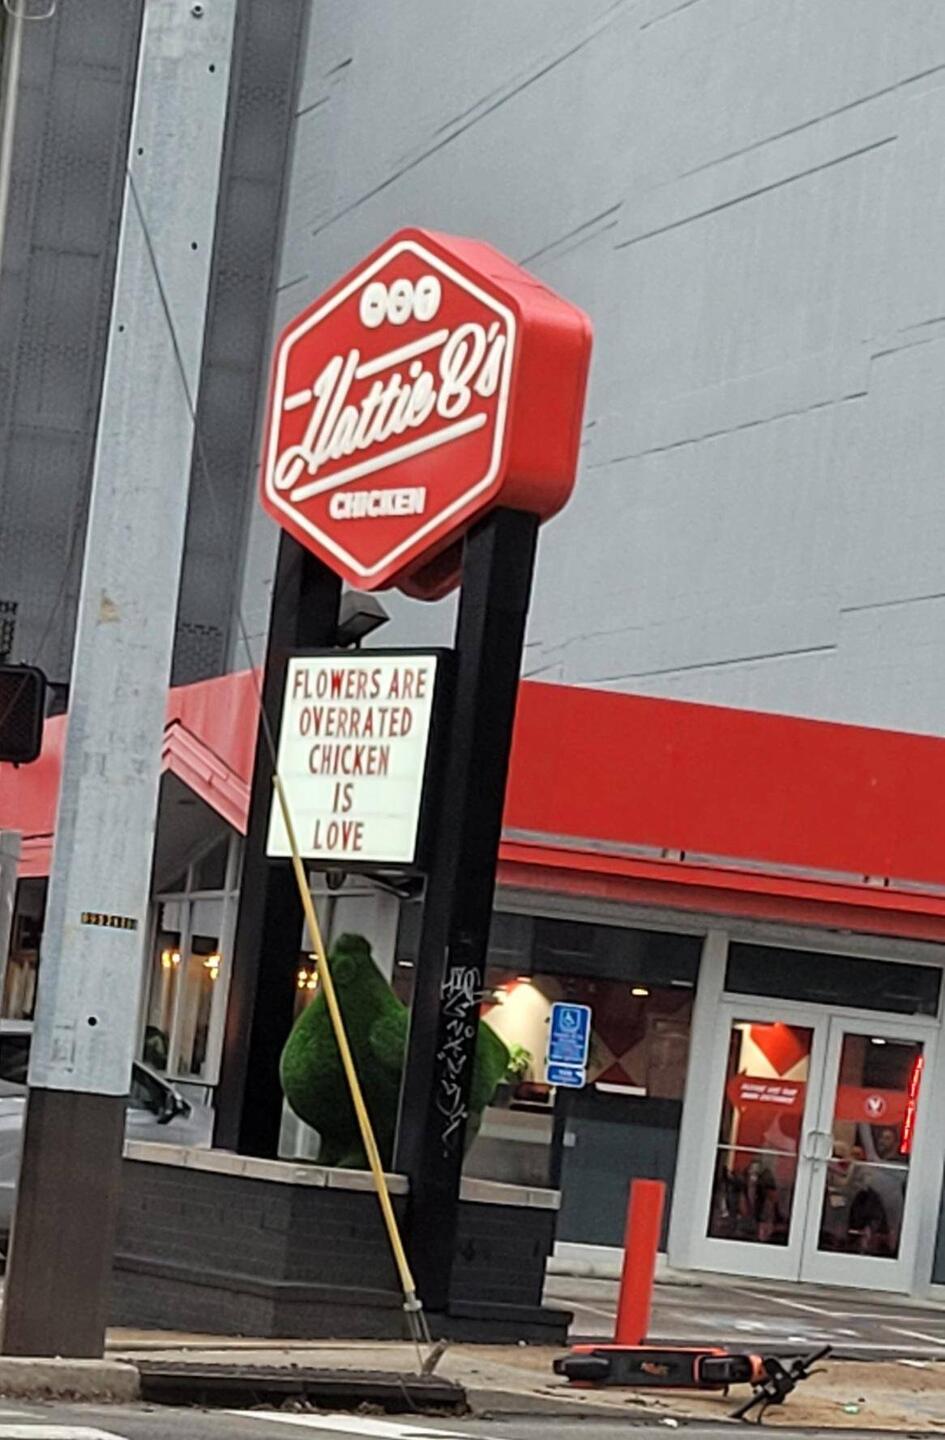 Hattie B's
CHICKEN
FLOWERS ARE
OVERRATED
CHICKEN
IS
LOVE